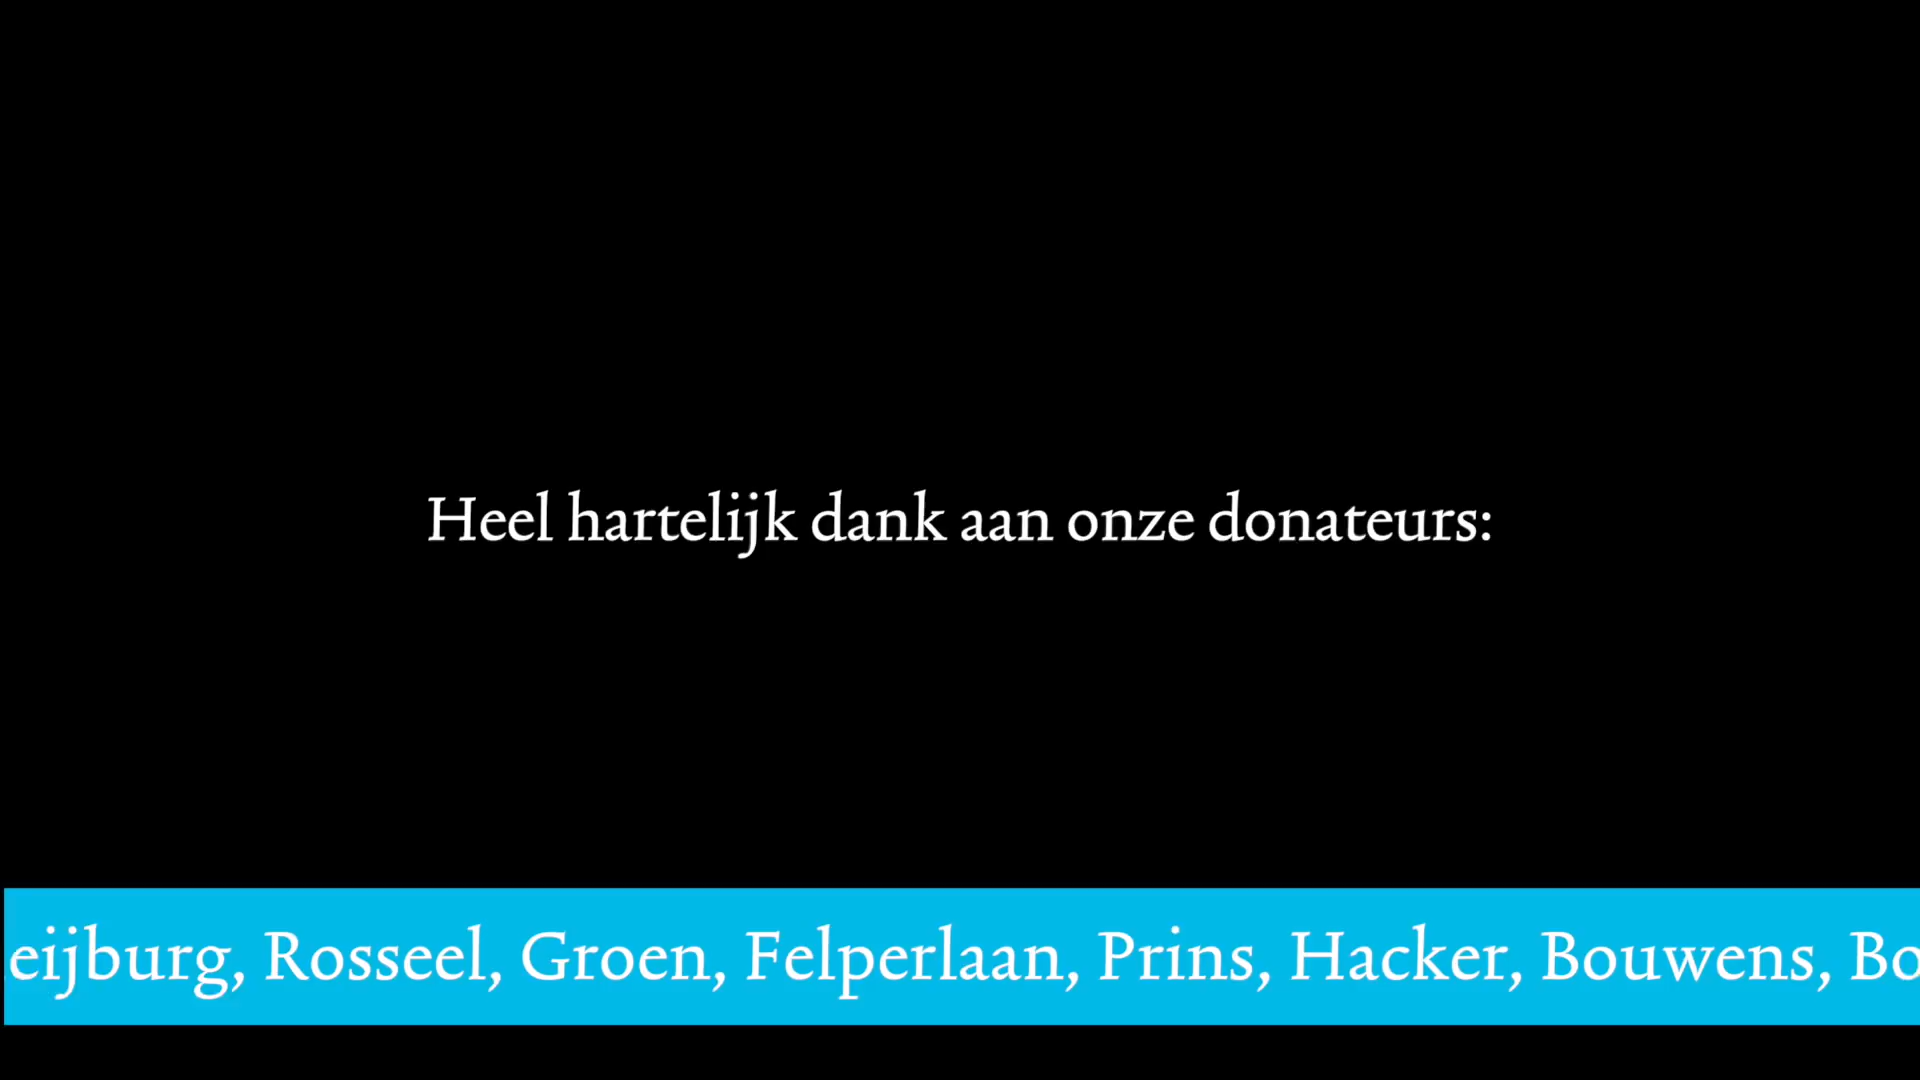 Heel hartelijk dank aan onze donateurs:
eijburg, Rosseel, Groen, Felperlaan, Prins, Hacker, Bouwens, Bo